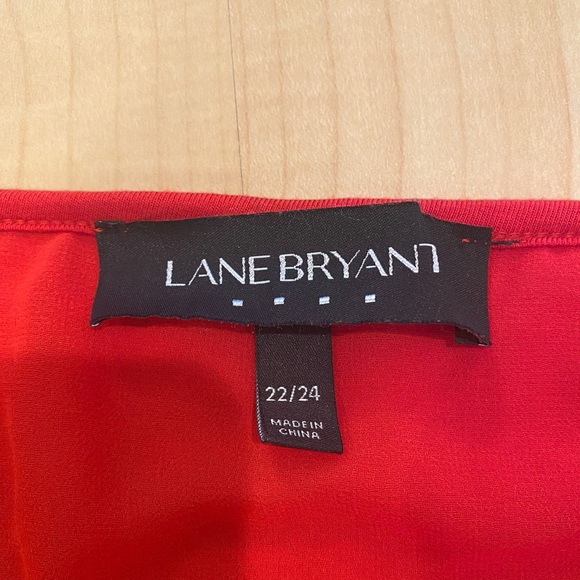 LANE BRYANT
22/24
MADE IN
CHINA